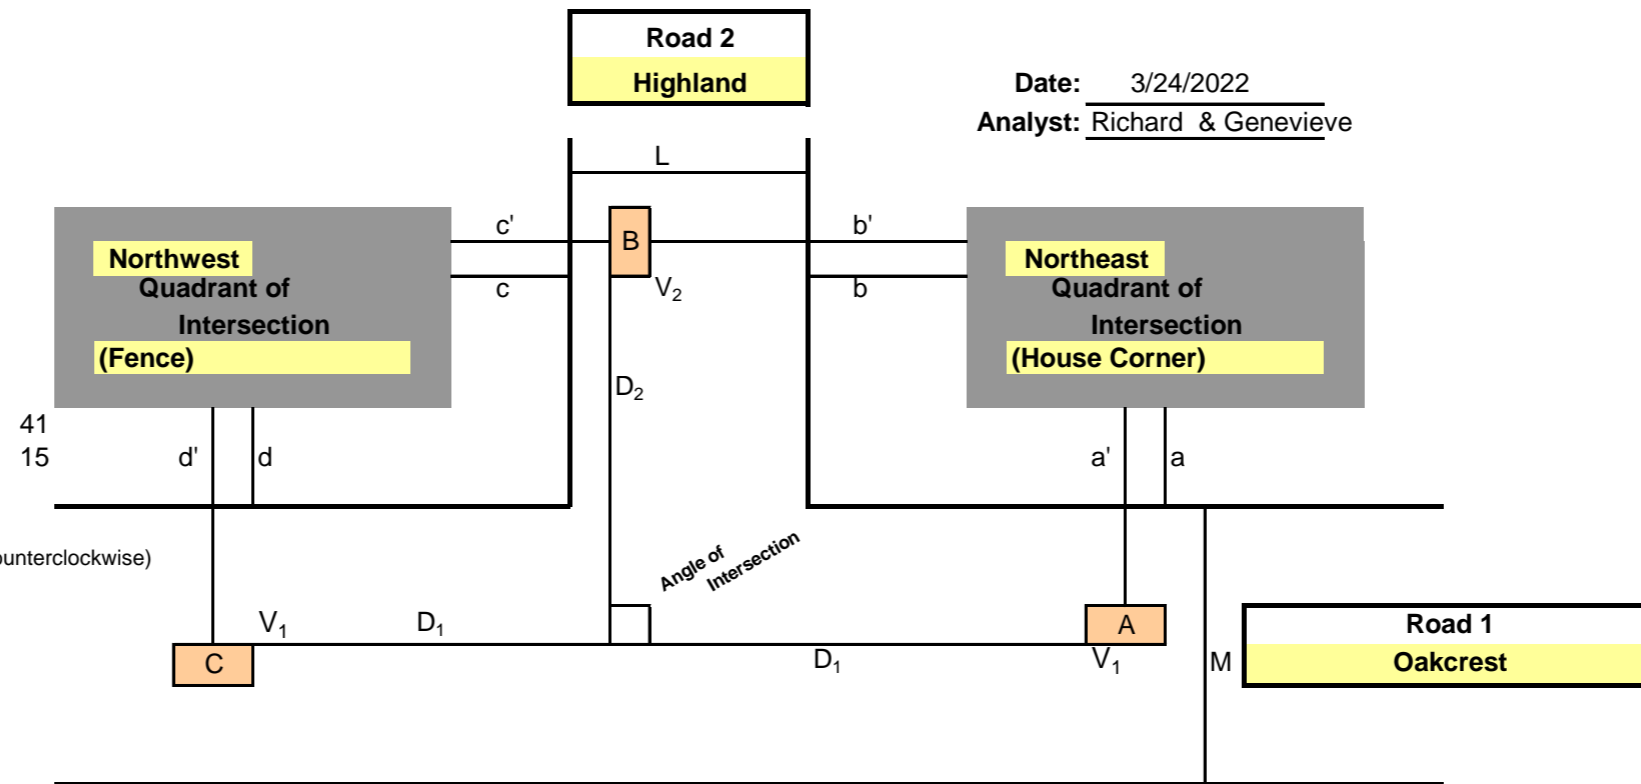 Road 2
Highland
Date: 3/24/2022
Analyst: Richard & Genevieve
L
c'
B
b'
c
V2
b
Northwest
Quadrant of
Intersection
(Fence)
Northeast
Quadrant of
Intersection
(House Corner)
D2
41
15
d'
d
a'
a
ounterclockwise)
Angle of
Intersection
V1
D1
C
D1
A
V1
M
Road 1
Oakcrest